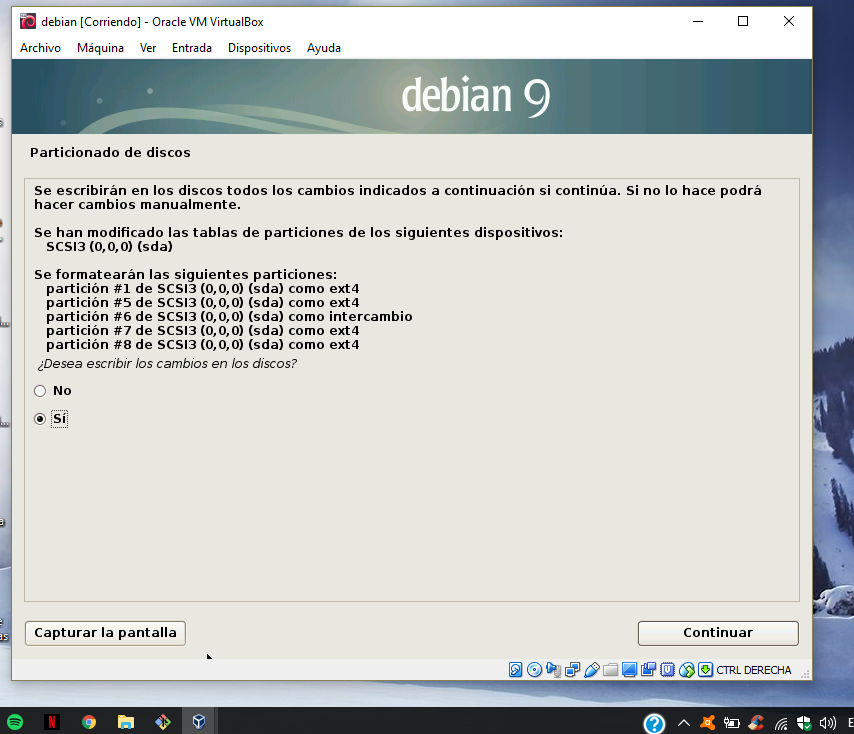 debian [Corriendo] - Oracle VM VirtualBox
Archivo Máquina Ver Entrada Dispositivos Ayuda
debian 9
Particionado de discos
Se escribirán en los discos todos los cambios indicados a continuación si continúa. Si no lo hace podrá
hacer cambios manualmente.
Se han modificado las tablas de particiones de los siguientes dispositivos:
SCSI3 (0,0,0) (sda)
Se formatearán las siguientes particiones:
partición #1 de SCSI3 (0,0,0) (sda) como ext4
partición #5 de SCSI3 (0,0,0) (sda) como ext4
partición #6 de SCSI3 (0,0,0) (sda) como intercambio
partición #7 de SCSI3 (0,0,0) (sda) como ext4
partición #8 de SCSI3 (0,0,0) (sda) como ext4
¿Desea escribir los cambios en los discos?
No
Sí
Capturar la pantalla
Continuar
CTRL DERECHA